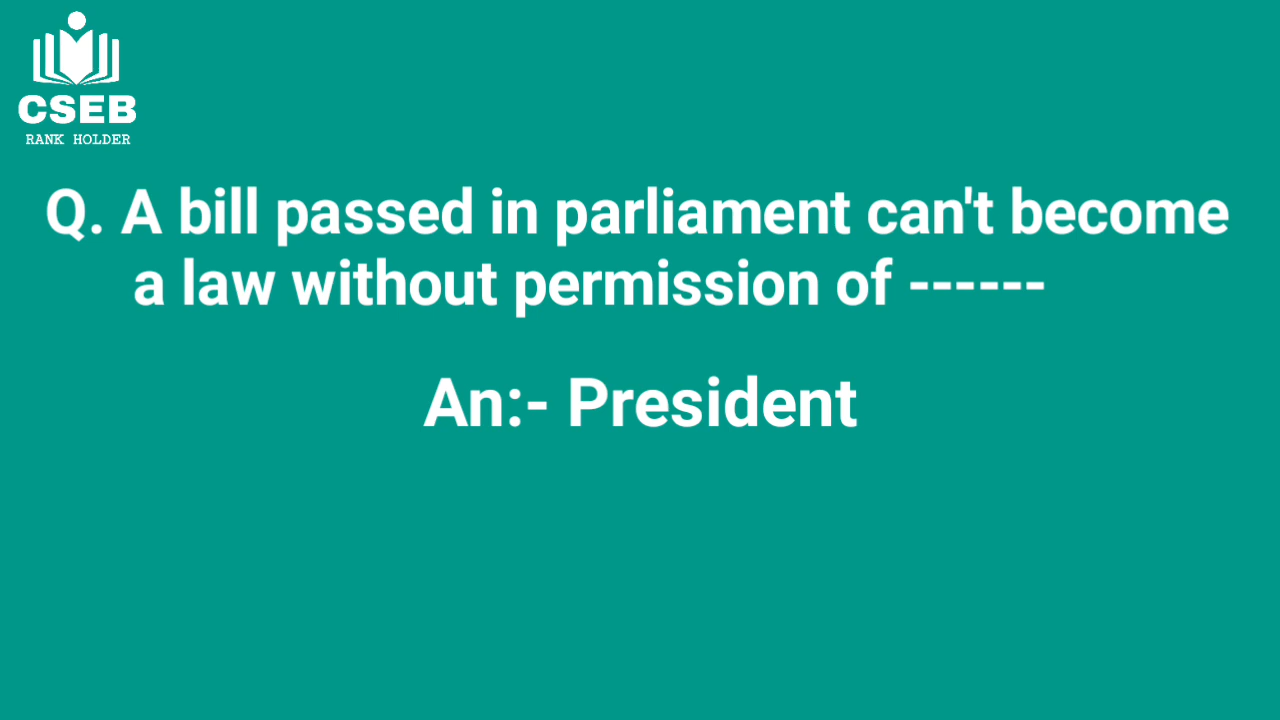 CSEB
RANK HOLDER
Q. A bill passed in parliament can't become
a law without permission of ------
An:- President